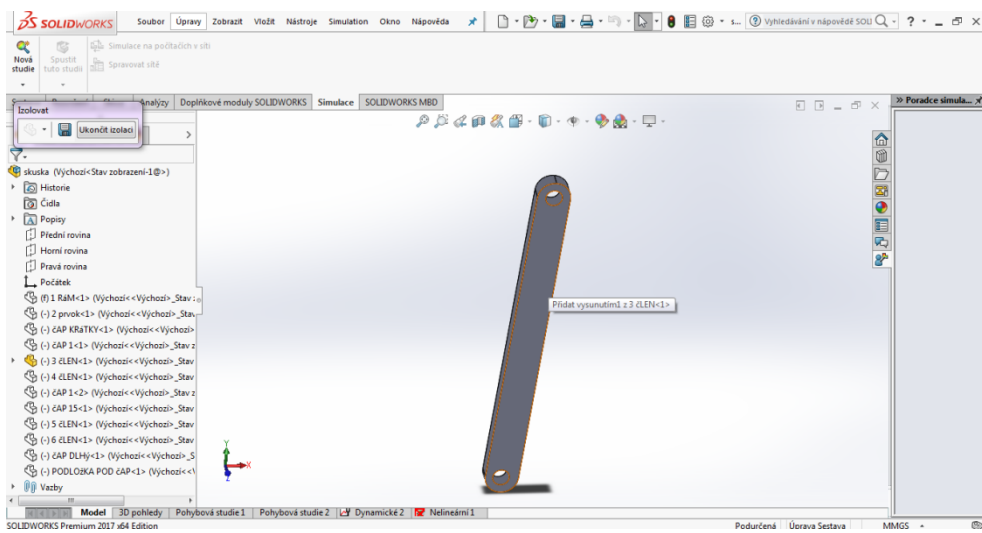 SOLIDWORKS Soubor Úpravy Zobrazit Vložit Nástroje Simulation Okno Nápověda s... Vyhledávání v nápovědě SOLI ?
Nová studie
Spustit tuto studii
Simulace na počítačích v síti
Spravovat sítě
Analýzy Doplňkové moduly SOLIDWORKS Simulace SOLIDWORKS MBD
» Poradce simula...
Izolovat
Ukončit izolaci
skuska (Výchozí<Stav zobrazení-1@>)
Historie
Čidla
Popisy
Přední rovina
Horní rovina
Pravá rovina
Počátek
(f) 1 RáM<1> (Výchozí<<Výchozí>_Stav z
(-) 2 prvok<1> (Výchozí<<Výchozí>_Stav
(-) čAP KRáTKY<1> (Výchozí<<Výchozí>
(-) čAP 1<1> (Výchozí<<Výchozí>_Stav z
(-) 3 čLEN<1> (Výchozí<<Výchozí>_Stav
(-) 4 čLEN<1> (Výchozí<<Výchozí>_Stav
(-) čAP 1<2> (Výchozí<<Výchozí>_Stav z
(-) čAP 15<1> (Výchozí<<Výchozí>_Stav
(-) 5 čLEN<1> (Výchozí<<Výchozí>_Stav
(-) 6 čLEN<1> (Výchozí<<Výchozí>_Stav
(-) čAP DLHý<1> (Výchozí<<Výchozí>_S
(-) PODLOžKA POD čAP<1> (Výchozí<<V
Vazby
Přidat vysunutím1 z 3 čLEN<1>
Y
X
Z
Model 3D pohledy Pohybová studie 1 Pohybová studie 2 Dynamické 2 Nelineární 1
SOLIDWORKS Premium 2017 x64 Edition Podurčená Úprava Sestava MMGS